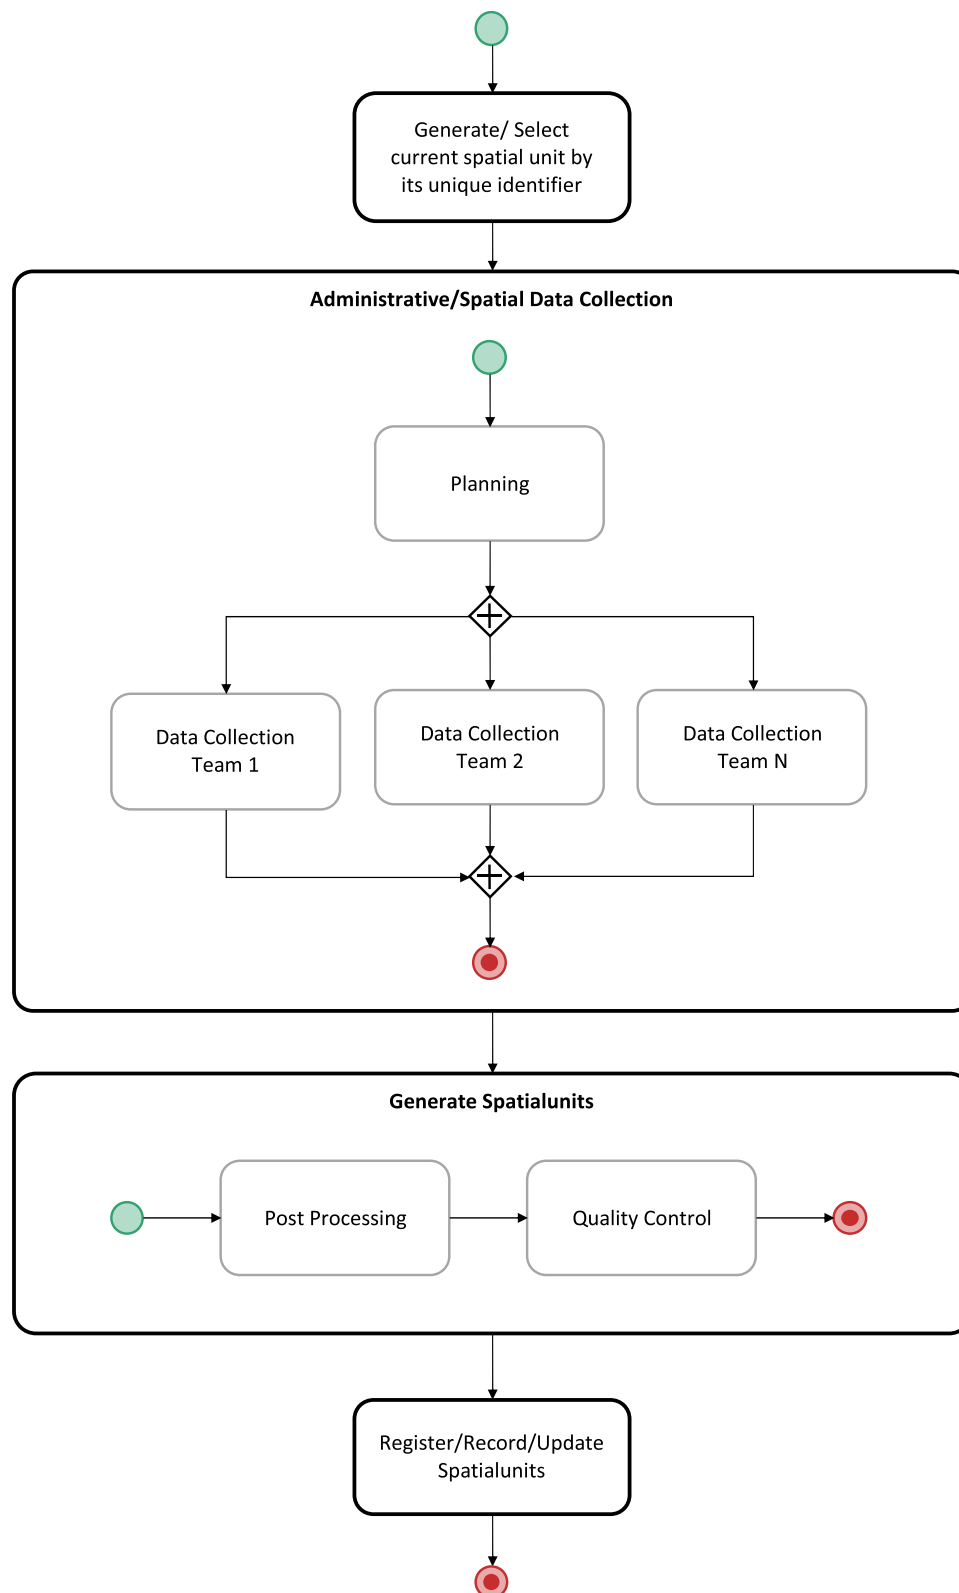 Generate/ Select
current spatial unit by
its unique identifier
Administrative/Spatial Data Collection
Planning
Data Collection
Team 1
Data Collection
Team 2
Data Collection
Team N
Generate Spatialunits
Post Processing
Quality Control
Register/Record/Update
Spatialunits